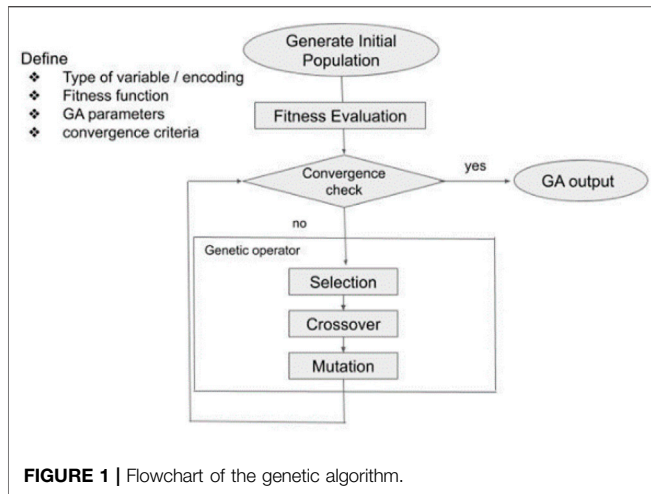 Generate Initial
Population
Define
❖ Type of variable / encoding
❖ Fitness function
❖ GA parameters
❖ convergence criteria
Fitness Evaluation
Convergence
check
yes
GA output
no
Genetic operator
Selection
Crossover
Mutation
FIGURE 1 | Flowchart of the genetic algorithm.